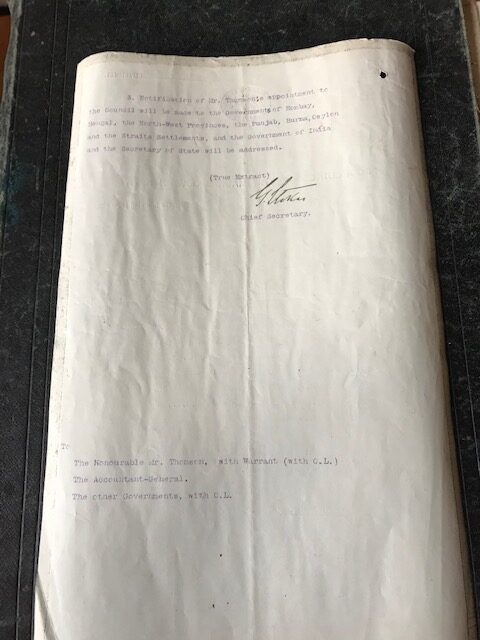 3. Notification of Mr. Thomson's appointment to
the Council will be made to the Governments of Bombay,
Bengal, the North-West Provinces, the Punjab, Burma, Ceylon
and the Straits Settlements, and the Government of India
and the Secretary of State will be addressed.
(True Extract)
G. Stokes
Chief Secretary.
To
The Honourable Mr. Thomson, with Warrant (with C.L.)
The Accountant-General.
The other Governments, with C.L.